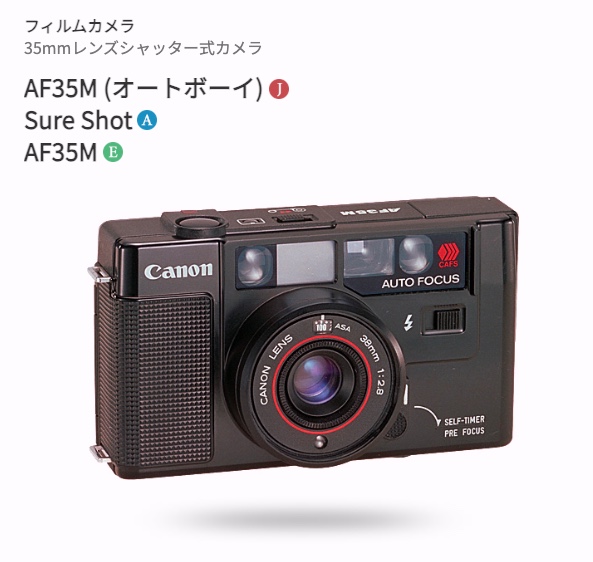 フィルムカメラ
35mmレンズシャッター式カメラ
AF35M (オートボーイ) J
Sure Shot A
AF35M E
AF35M
Canon
CAFS
AUTO FOCUS
100 ASA
CANON LENS 38mm 1:2.8
SELF-TIMER
PRE FOCUS